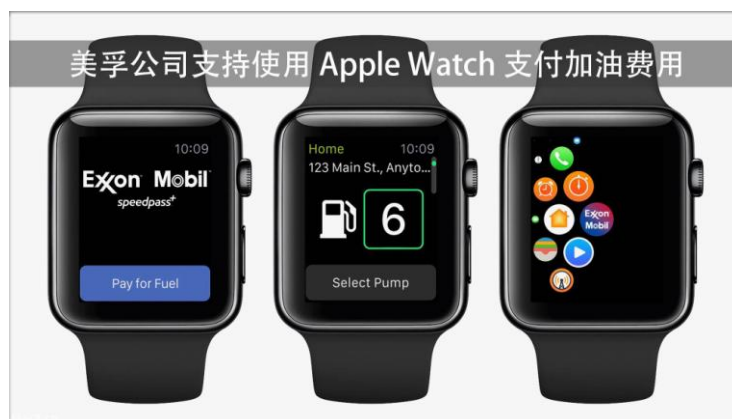 美孚公司支持使用 Apple Watch 支付加油费用
10:09
Exxon Mobil
speedpass+
Pay for Fuel
Home 10:09
123 Main St., Anyto...
6
Select Pump
Exxon
Mobil